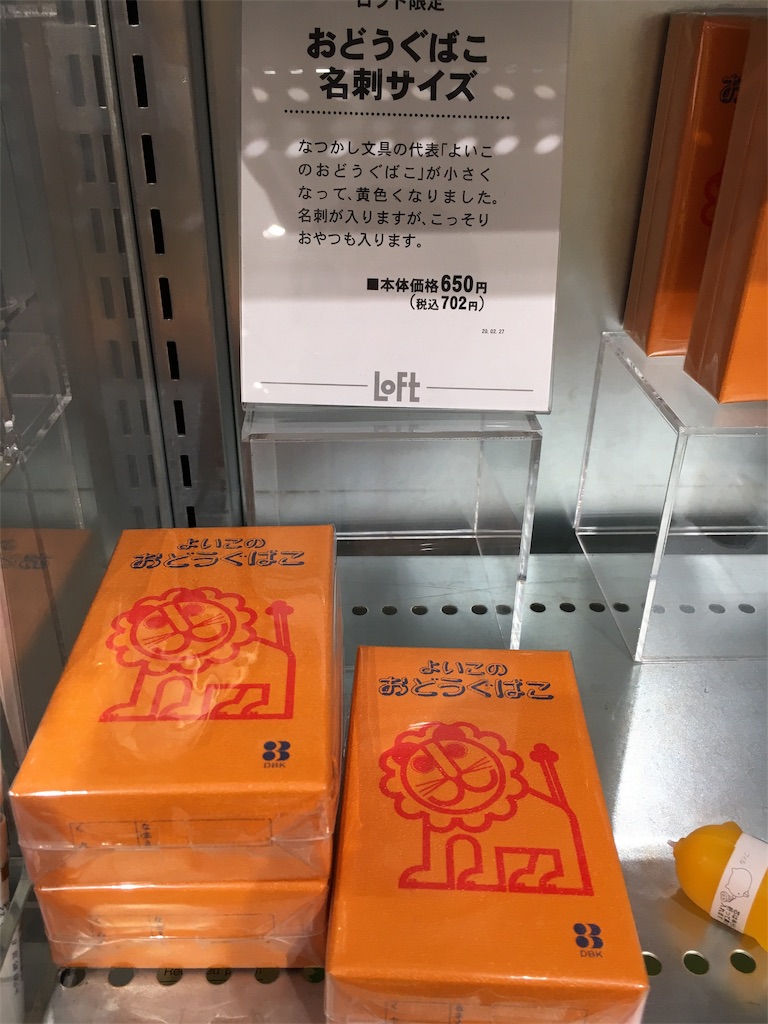 ロフト限定
おどうぐばこ
名刺サイズ
なつかし文具の代表「よいこ
のおどうぐばこ」が小さく
なって、黄色くなりました。
名刺が入りますが、こっそり
おやつも入ります。
■本体価格650円
(税込702円)
20.02.27
LOFT
よいこの
おどうぐばこ
DBK
よいこの
おどうぐばこ
DBK